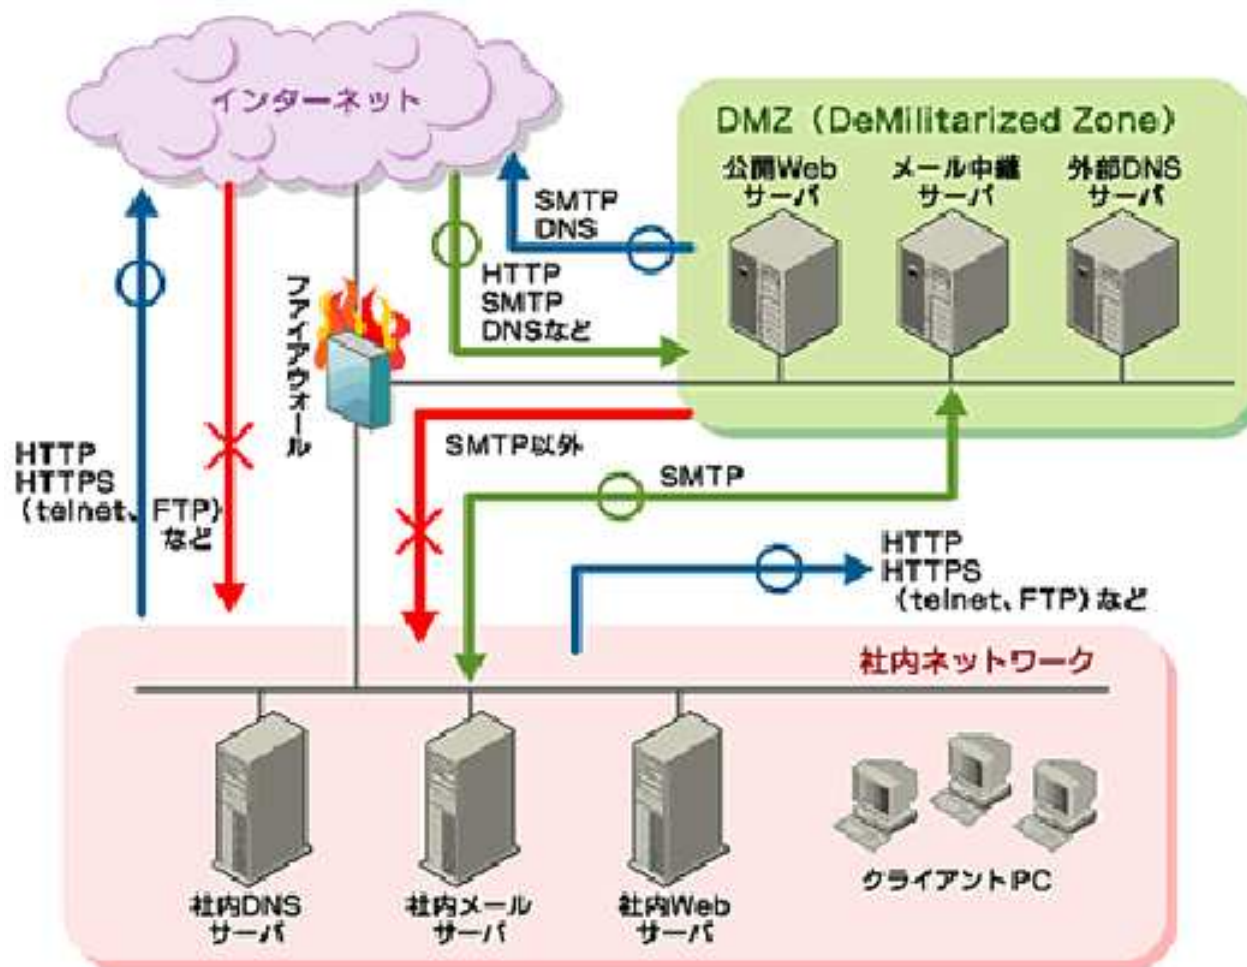 インターネット
DMZ（DeMilitarized Zone）
公開Web
サーバ
メール中継
サーバ
外部DNS
サーバ
SMTP
DNS
HTTP
SMTP
DNSなど
ファイアウォール
SMTP以外
SMTP
HTTP
HTTPS
（telnet、FTP）
など
HTTP
HTTPS
（telnet、FTP）など
社内ネットワーク
社内DNS
サーバ
社内メール
サーバ
社内Web
サーバ
クライアントPC